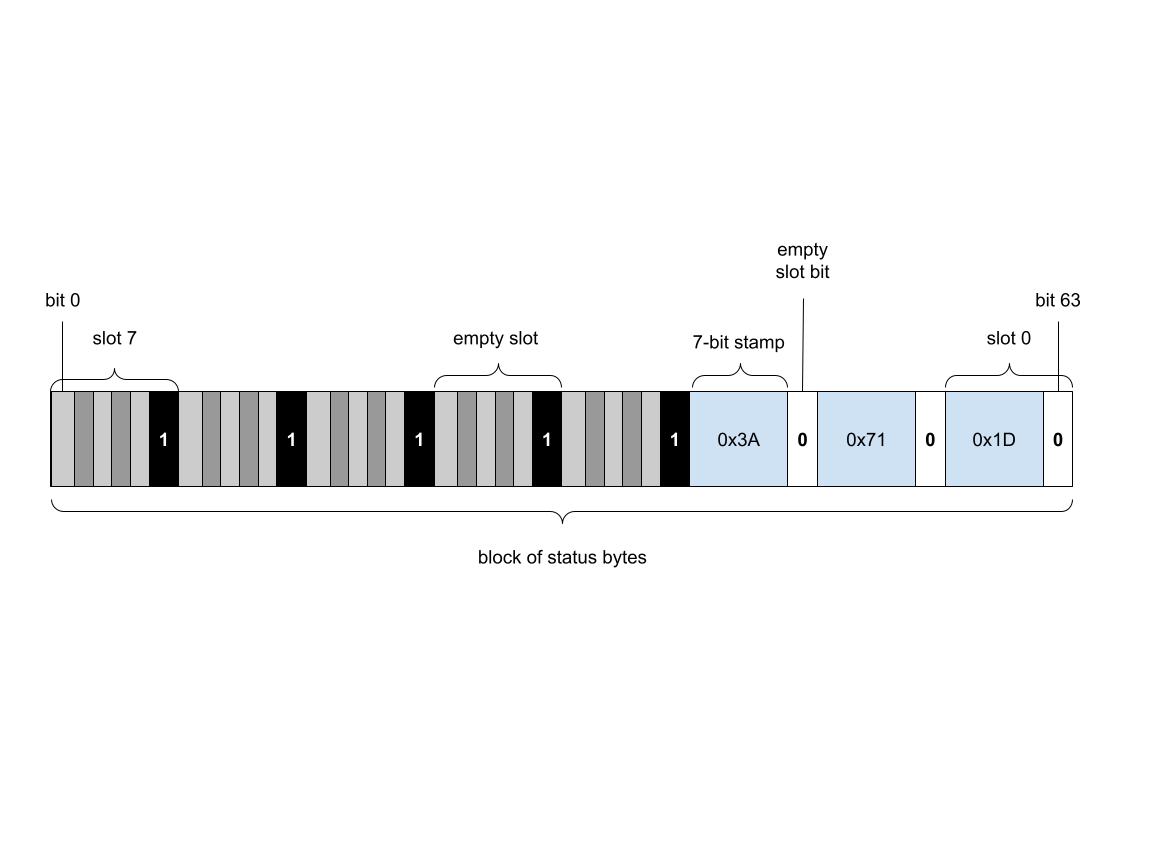 empty
slot bit
bit 0
bit 63
slot 7
empty slot
7-bit stamp
slot 0
1
1
1
1
1
0x3A
0
0x71
0
0x1D
0
block of status bytes